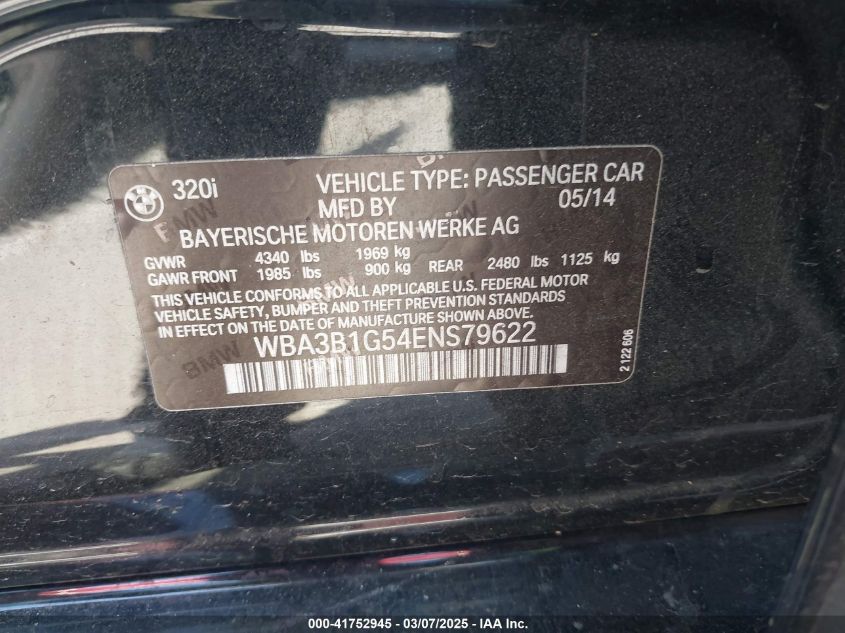 320i VEHICLE TYPE: PASSENGER CAR
MFD BY 05/14
BAYERISCHE MOTOREN WERKE AG
GVWR 4340 lbs 1969 kg
GAWR FRONT 1985 lbs 900 kg REAR 2480 lbs 1125 kg
THIS VEHICLE CONFORMS TO ALL APPLICABLE U.S. FEDERAL MOTOR
VEHICLE SAFETY, BUMPER AND THEFT PREVENTION STANDARDS
IN EFFECT ON THE DATE OF MANUFACTURE SHOWN ABOVE.
WBA3B1G54ENS79622
2 122 606
000-41752945 - 03/07/2025 - IAAI.COM